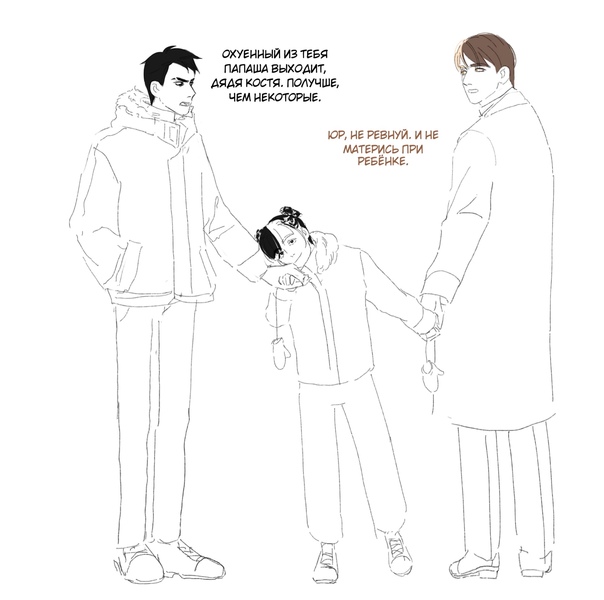 ОХУЕННЫЙ ИЗ ТЕБЯ
ПАПАША ВЫХОДИТ,
ДЯДЯ КОСТЯ. ПОЛУЧШЕ,
ЧЕМ НЕКОТОРЫЕ.
ЮР, НЕ РЕВНУЙ. И НЕ
МАТЕРИСЬ ПРИ
РЕБЁНКЕ.